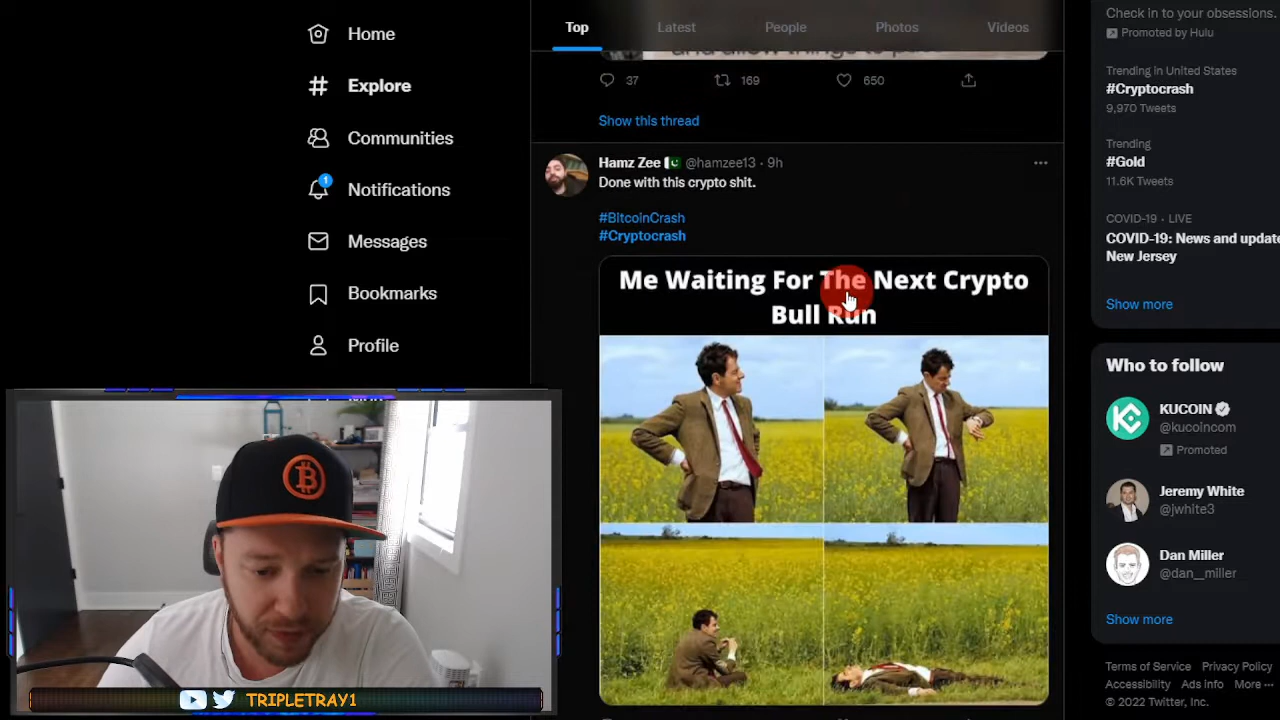 Home
Explore
Communities
1
Notifications
Messages
Bookmarks
Profile
Top
Latest
People
Photos
Videos
37
169
650
Show this thread
Hamz Zee @hamzee13 · 9h
Done with this crypto shit.
#BItcoinCrash
#Cryptocrash
Me Waiting For The Next Crypto
Bull Run
Check in to your obsessions.
Promoted by Hulu
Trending in United States
#Cryptocrash
9,970 Tweets
Trending
#Gold
11.6K Tweets
COVID-19 · LIVE
COVID-19: News and update
New Jersey
Show more
Who to follow
KUCOIN
@kucoincom
Promoted
Jeremy White
@jwhite3
Dan Miller
@dan__miller
Show more
Terms of Service Privacy Policy
Accessibility Ads info More ···
© 2022 Twitter, Inc.
TRIPLETRAY1